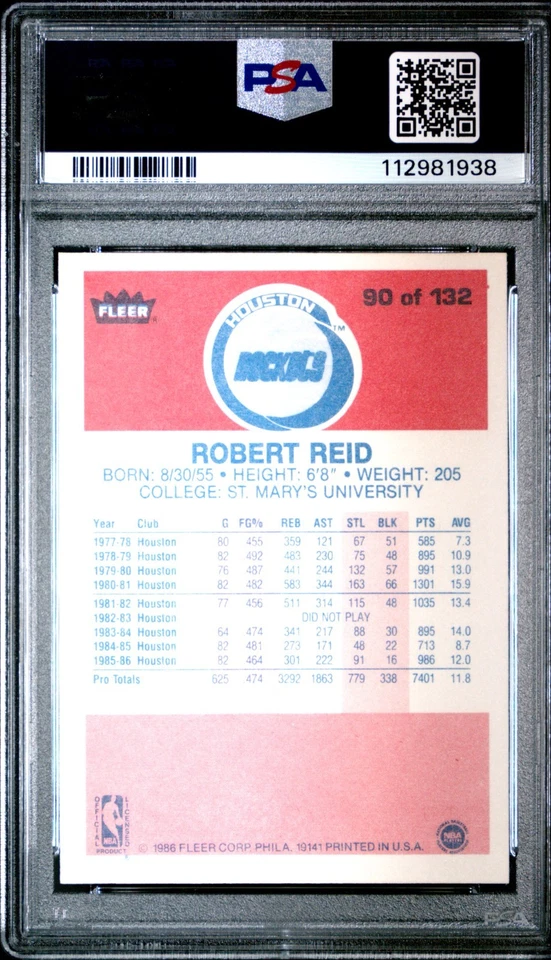 PSA
112981938
FLEER
HOUSTON
ROCKETS
TM
90 of 132
ROBERT REID
BORN: 8/30/55 • HEIGHT: 6'8" • WEIGHT: 205
COLLEGE: ST. MARY'S UNIVERSITY
Year Club G FG% REB AST STL BLK PTS AVG
1977-78 Houston 80 455 359 121 67 51 585 7.3
1978-79 Houston 82 492 483 230 75 48 895 10.9
1979-80 Houston 76 487 441 244 132 57 991 13.0
1980-81 Houston 82 482 583 344 163 66 1301 15.9
1981-82 Houston 77 456 511 314 115 48 1035 13.4
1982-83 Houston DID NOT PLAY
1983-84 Houston 64 474 341 217 88 30 895 14.0
1984-85 Houston 82 481 273 171 48 22 713 8.7
1985-86 Houston 82 464 301 222 91 16 986 12.0
Pro Totals 625 474 3292 1863 779 338 7401 11.8
OFFICIAL
LICENSED
NBA
PRODUCT
NBA
© 1986 FLEER CORP. PHILA. 19141 PRINTED IN U.S.A.
PSA